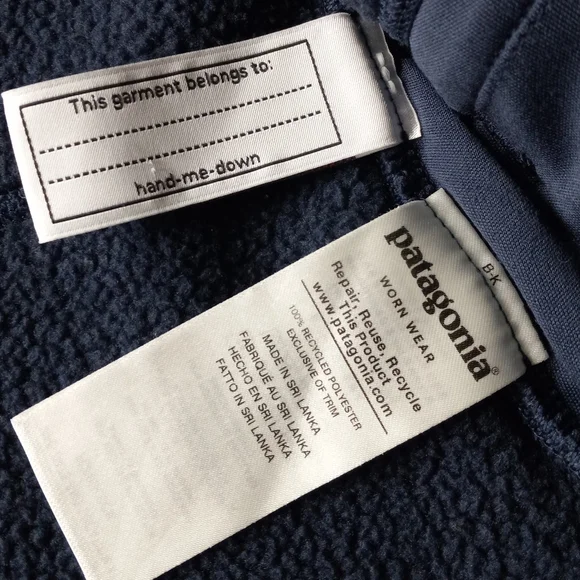 This garment belongs to:
hand-me-down
B-K
patagonia®
WORN WEAR
Repair, Reuse, Recycle
This Product
www.patagonia.com
100% RECYCLED POLYESTER
EXCLUSIVE OF TRIM
MADE IN SRI LANKA
FABRIQUÉ AU SRI LANKA
HECHO EN SRI LANKA
FATTO IN SRI LANKA